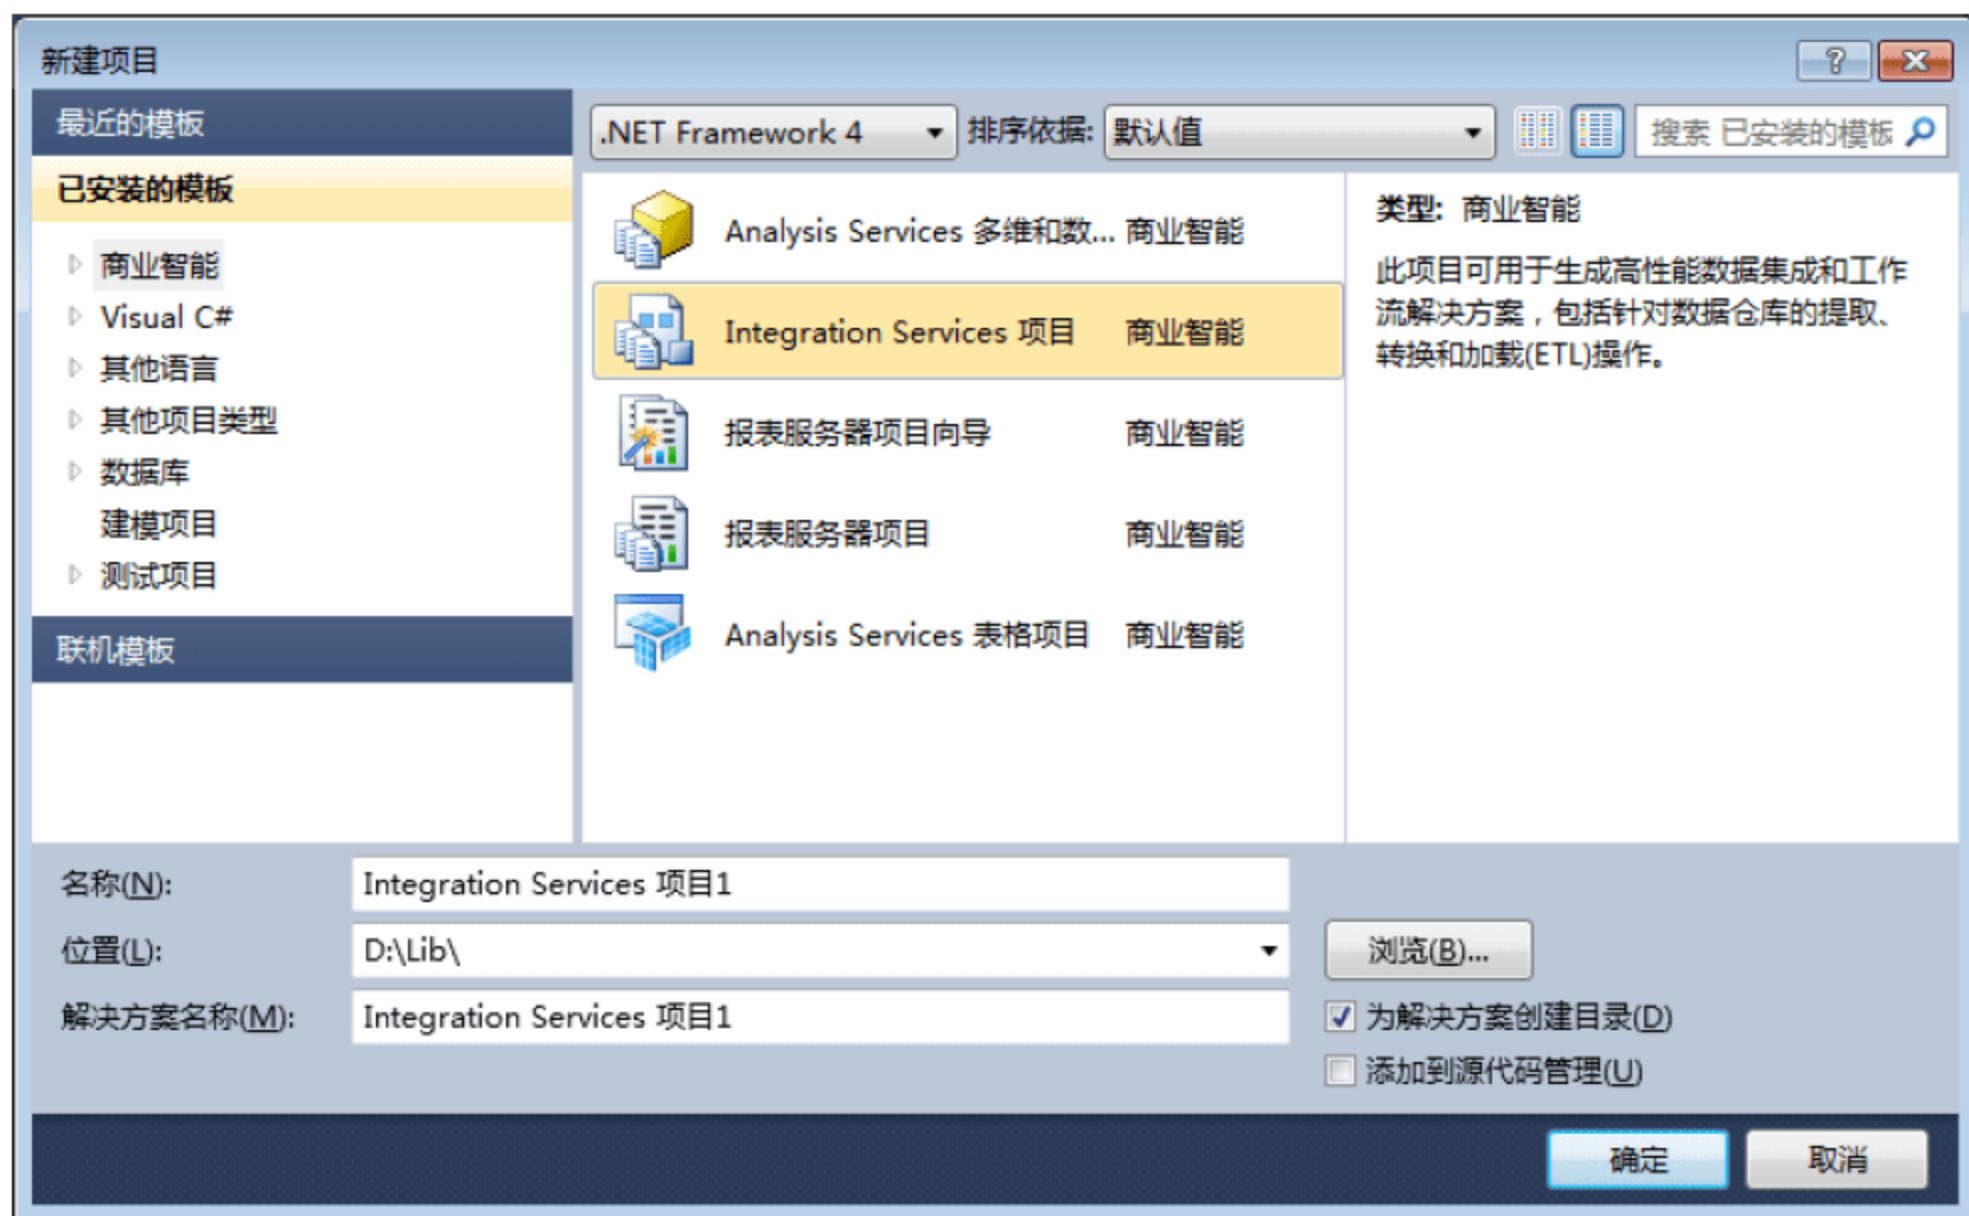 新建项目
最近的模板
已安装的模板
商业智能
Visual C#
其他语言
其他项目类型
数据库
建模项目
测试项目
联机模板
.NET Framework 4 排序依据: 默认值 搜索 已安装的模板
Analysis Services 多维和数... 商业智能
Integration Services 项目 商业智能
报表服务器项目向导 商业智能
报表服务器项目 商业智能
Analysis Services 表格项目 商业智能
类型: 商业智能
此项目可用于生成高性能数据集成和工作
流解决方案，包括针对数据仓库的提取、
转换和加载(ETL)操作。
名称(N): Integration Services 项目1
位置(L): D:\Lib\ 浏览(B)...
解决方案名称(M): Integration Services 项目1 为解决方案创建目录(D)
添加到源代码管理(U)
确定 取消